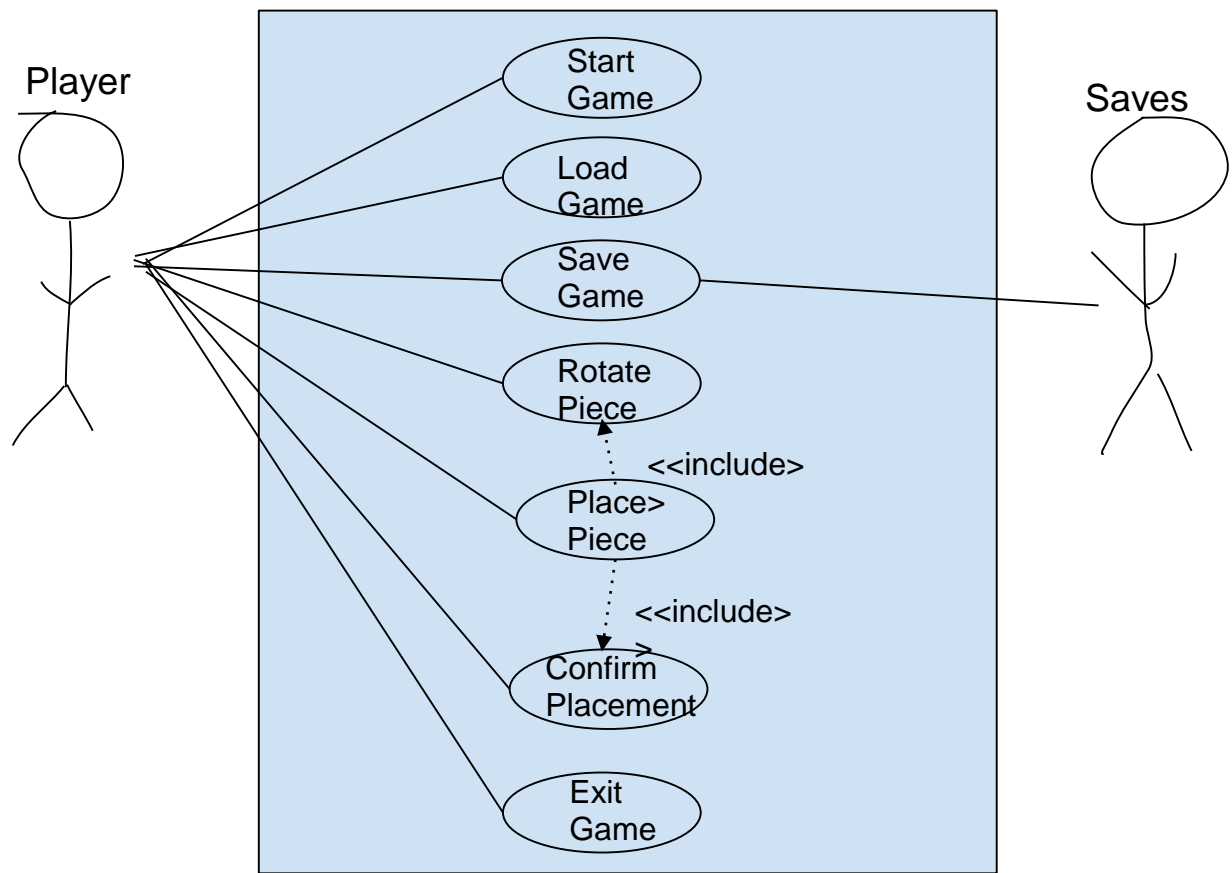 Player
Saves
Start
Game
Load
Game
Save
Game
Rotate
Piece
<<include>
>
Place
Piece
<<include>
>
Confirm
Placement
Exit
Game